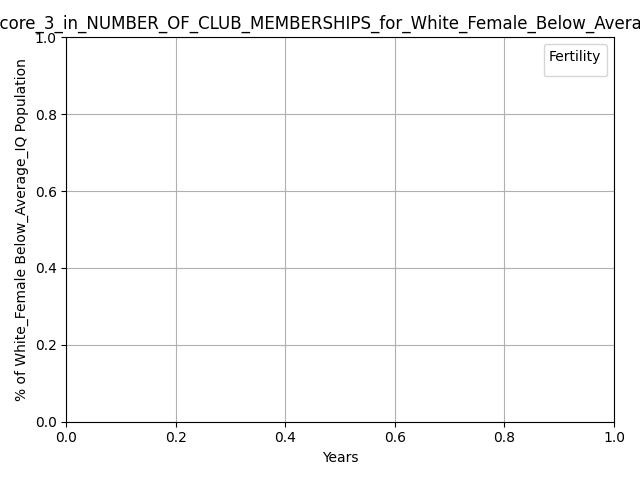 core_3_in_NUMBER_OF_CLUB_MEMBERSHIPS_for_White_Female_Below_Avera
Fertility
% of White_Female Below_Average_IQ Population
1.0
0.8
0.6
0.4
0.2
0.0
0.0 0.2 0.4 0.6 0.8 1.0
Years